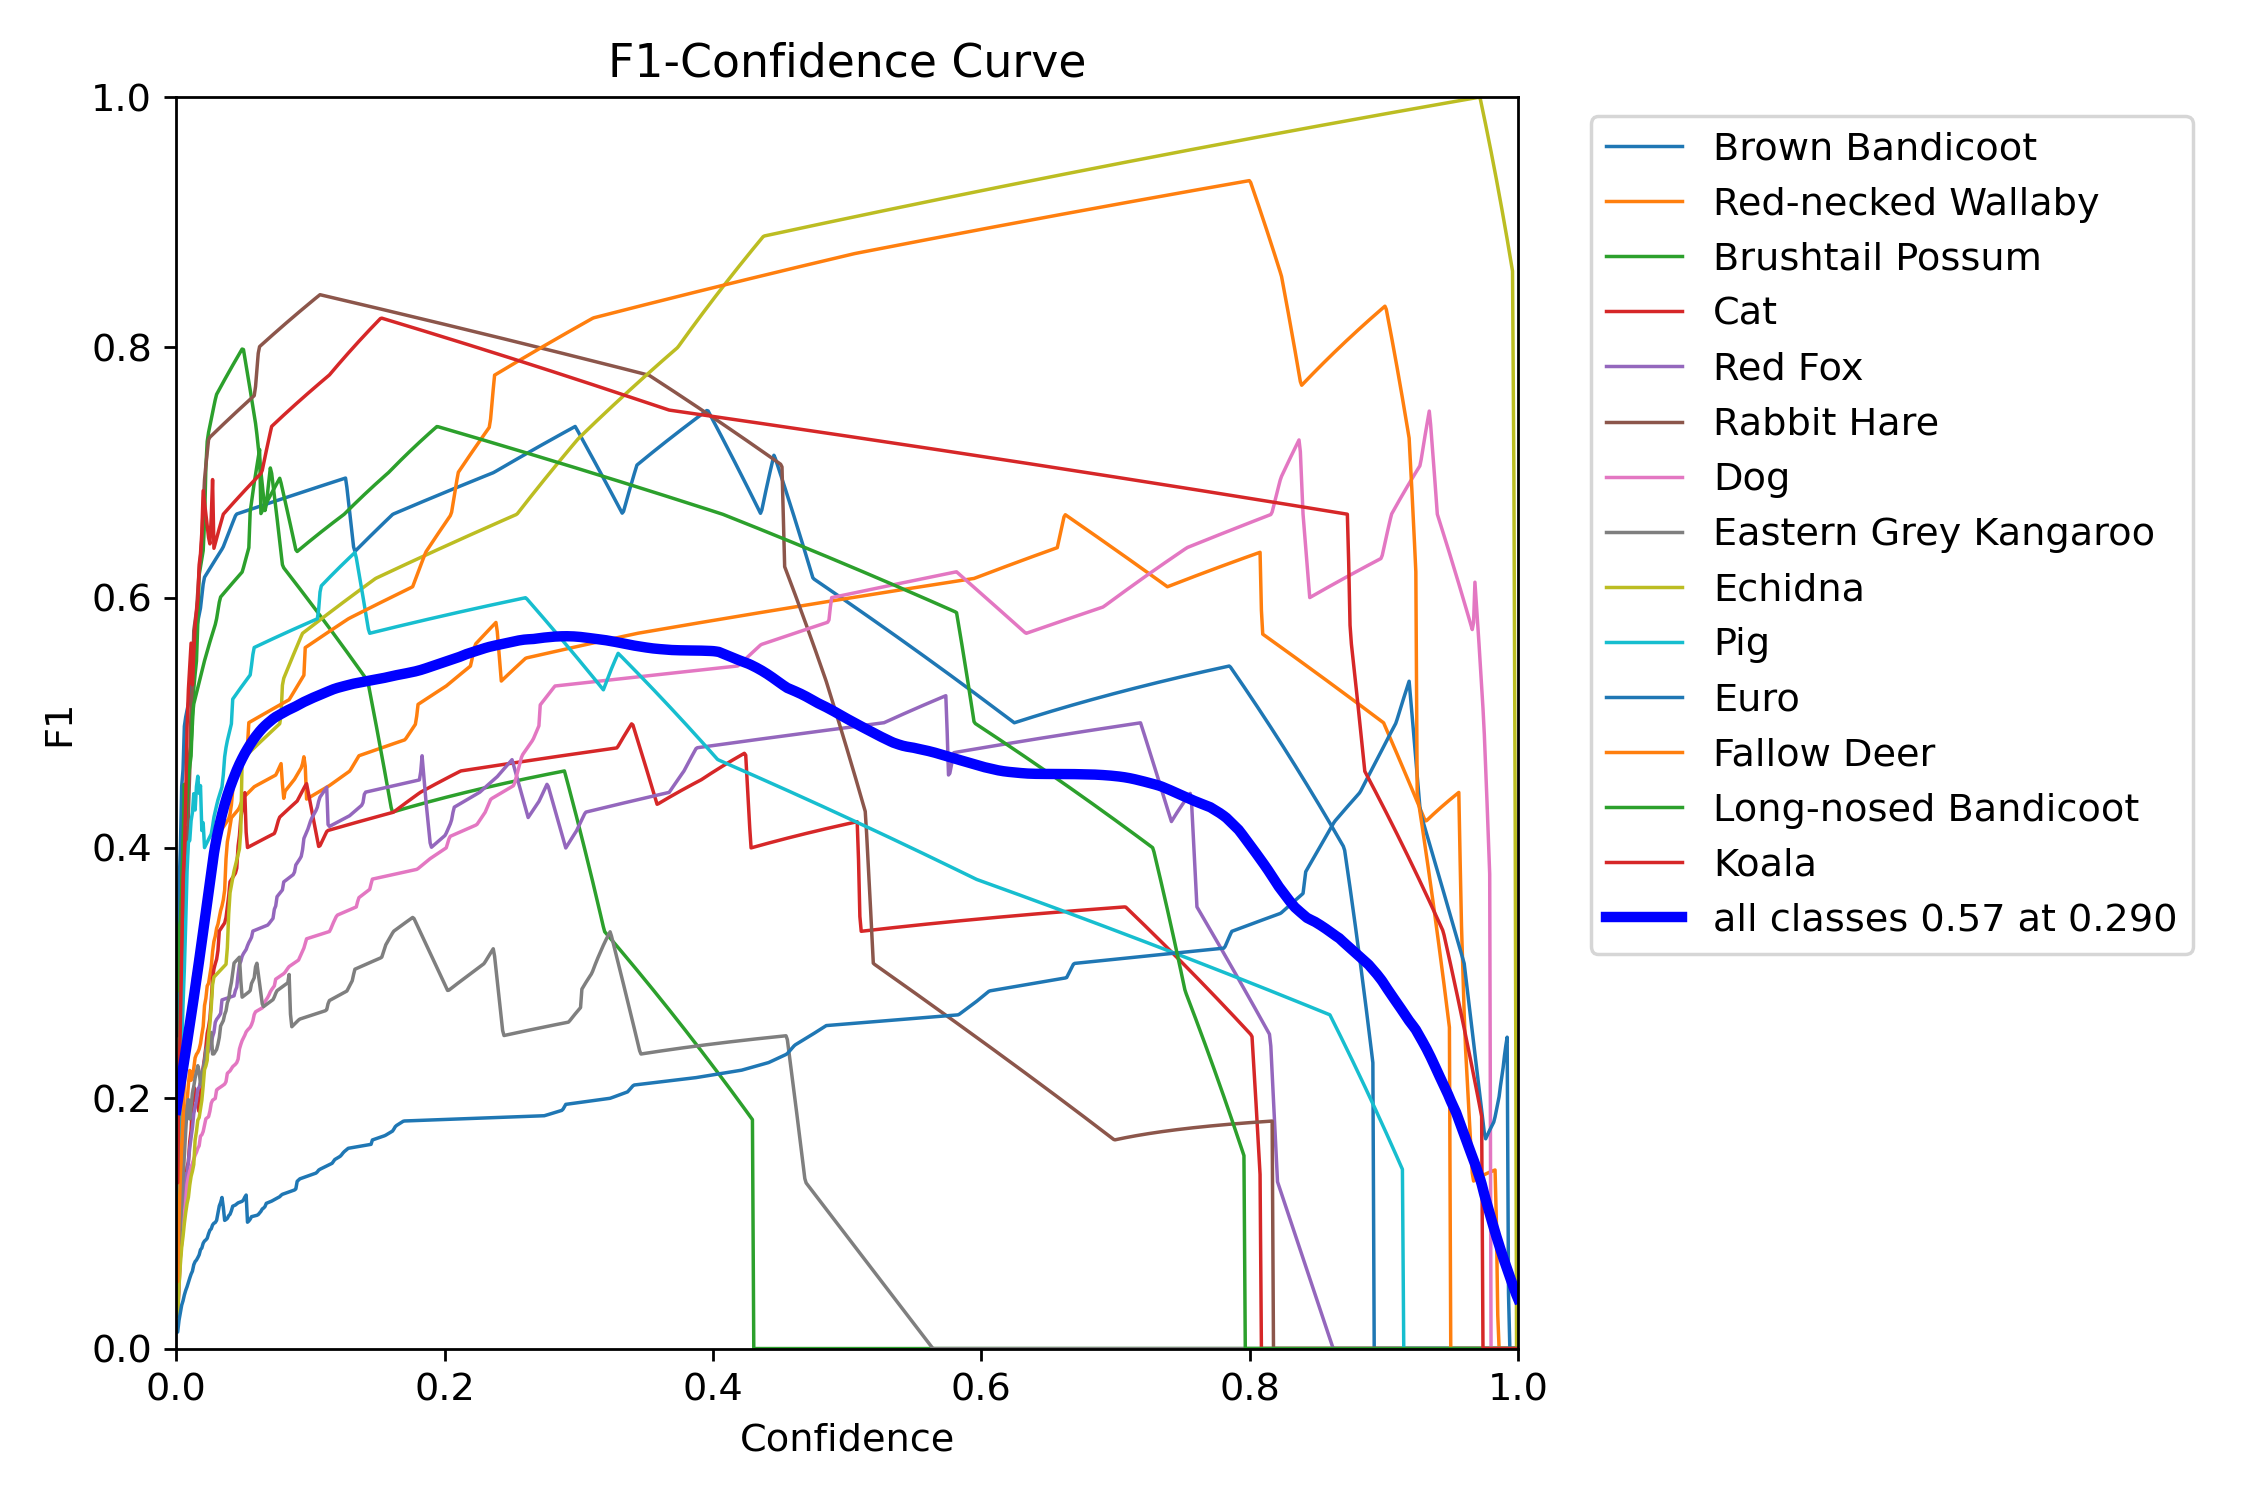 F1-Confidence Curve
1.0
0.8
0.6
0.4
0.2
0.0
F1
0.0 0.2 0.4 0.6 0.8 1.0
Confidence
Brown Bandicoot
Red-necked Wallaby
Brushtail Possum
Cat
Red Fox
Rabbit Hare
Dog
Eastern Grey Kangaroo
Echidna
Pig
Euro
Fallow Deer
Long-nosed Bandicoot
Koala
all classes 0.57 at 0.290